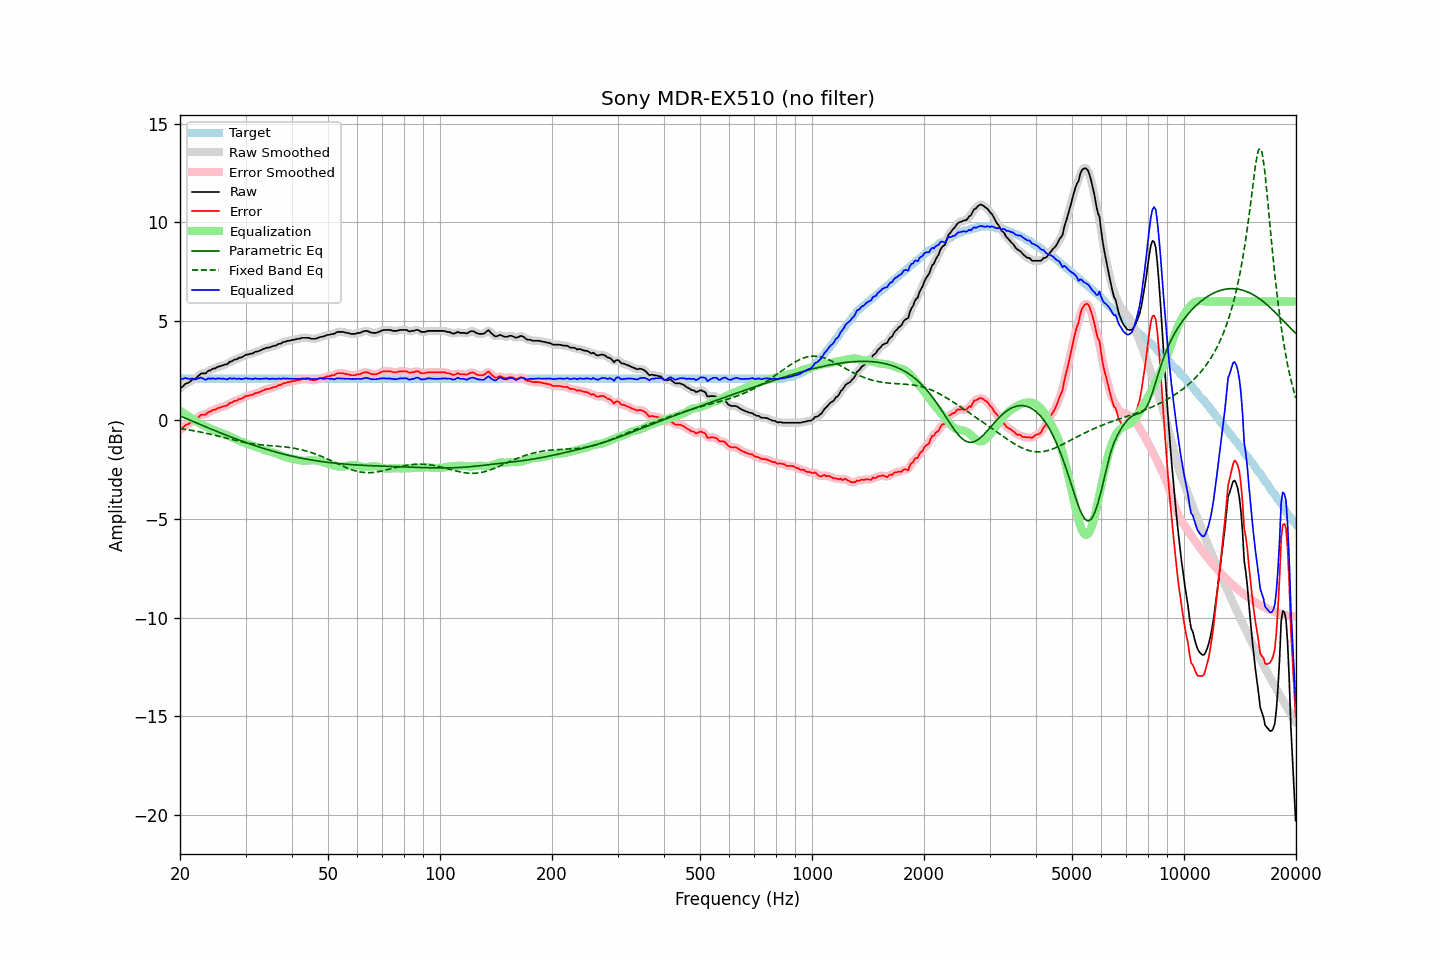 Sony MDR-EX510 (no filter)
Target
Raw Smoothed
Error Smoothed
Raw
Error
Equalization
Parametric Eq
Fixed Band Eq
Equalized
15
10
5
0
−5
−10
−15
−20
Amplitude (dBr)
20
50
100
200
500
1000
2000
5000
10000
20000
Frequency (Hz)